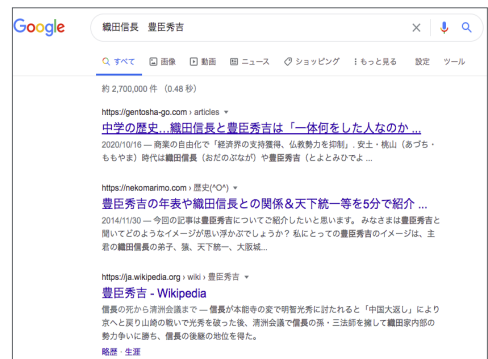 Google
織田信長 豊臣秀吉
すべて 画像 動画 ニュース ショッピング もっと見る 設定 ツール
約 2,700,000 件 （0.48 秒）
https://gentosha-go.com › articles
中学の歴史…織田信長と豊臣秀吉は「一体何をした人なのか ...
2020/10/16 — 商業の自由化で「経済界の支持獲得、仏教勢力を抑制」. 安土・桃山（あづち・
ももやま）時代は織田信長（おだのぶなが）や豊臣秀吉（とよとみひでよ ...
https://nekomarimo.com › 歴史(^O^)
豊臣秀吉の年表や織田信長との関係＆天下統一等を5分で紹介 ...
2014/11/30 — 今回の記事は豊臣秀吉についてご紹介したいと思います。 みなさまは豊臣秀吉と
聞いてどのようなイメージが思い浮かぶでしょうか？ 私にとっての豊臣秀吉のイメージは、主
君の織田信長の弟子、猿、天下統一、大阪城...
https://ja.wikipedia.org › wiki › 豊臣秀吉
豊臣秀吉 - Wikipedia
信長の死から清洲会議まで — 信長が本能寺の変で明智光秀に討たれると「中国大返し」により
京へと戻り山崎の戦いで光秀を破った後、清洲会議で信長の孫・三法師を擁して織田家内部の
勢力争いに勝ち、信長の後継の地位を得た。
略歴 · 生涯